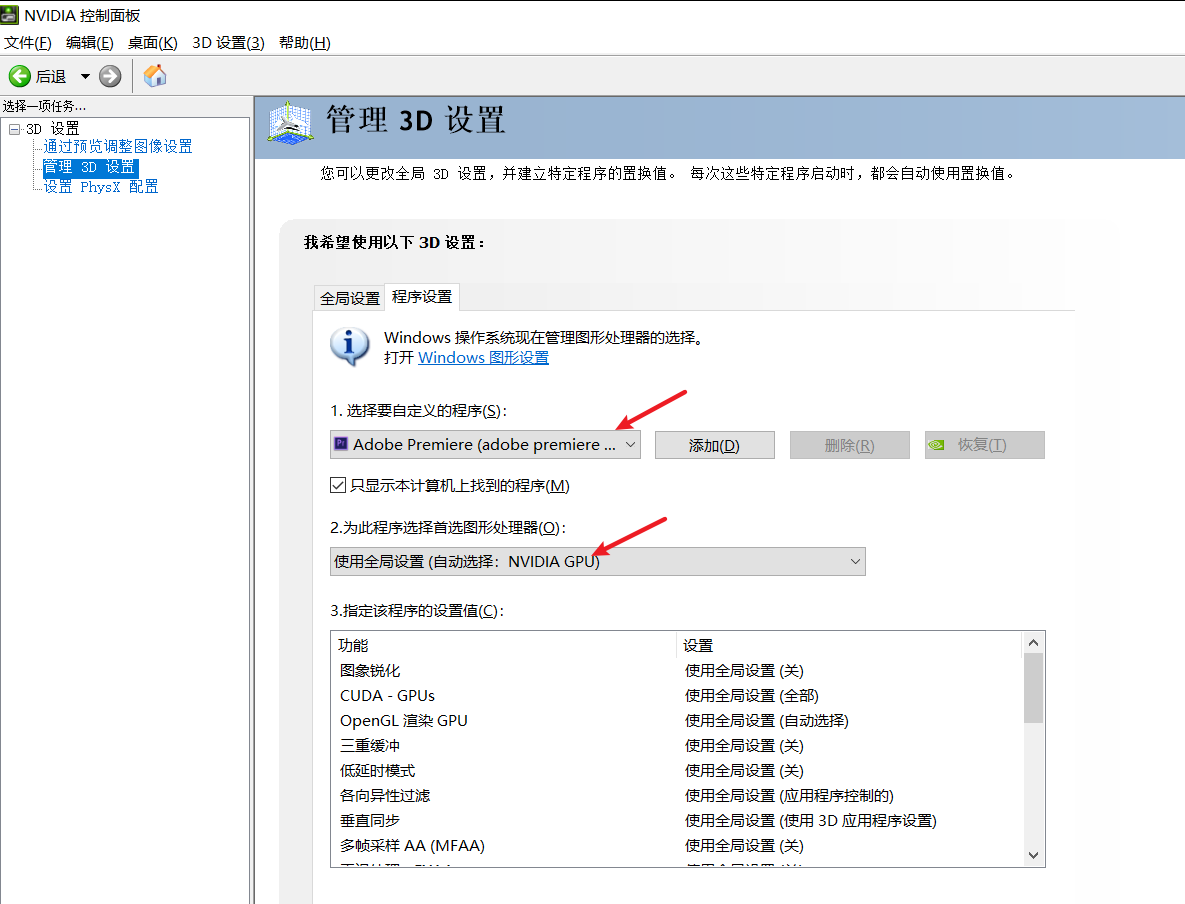 NVIDIA 控制面板
文件(F) 编辑(E) 桌面(K) 3D 设置(3) 帮助(H)
后退
选择一项任务...
3D 设置
通过预览调整图像设置
管理 3D 设置
设置 PhysX 配置
管理 3D 设置
您可以更改全局 3D 设置，并建立特定程序的置换值。 每次这些特定程序启动时，都会自动使用置换值。
我希望使用以下 3D 设置：
全局设置 程序设置
Windows 操作系统现在管理图形处理器的选择。
打开 Windows 图形设置
1. 选择要自定义的程序(S)：
Pr Adobe Premiere (adobe premiere ... 添加(D) 删除(R) 恢复(T)
只显示本计算机上找到的程序(M)
2.为此程序选择首选图形处理器(O)：
使用全局设置 (自动选择：NVIDIA GPU)
3.指定该程序的设置值(C)：
功能 设置
图象锐化 使用全局设置 (关)
CUDA - GPUs 使用全局设置 (全部)
OpenGL 渲染 GPU 使用全局设置 (自动选择)
三重缓冲 使用全局设置 (关)
低延时模式 使用全局设置 (关)
各向异性过滤 使用全局设置 (应用程序控制的)
垂直同步 使用全局设置 (使用 3D 应用程序设置)
多帧采样 AA (MFAA) 使用全局设置 (关)